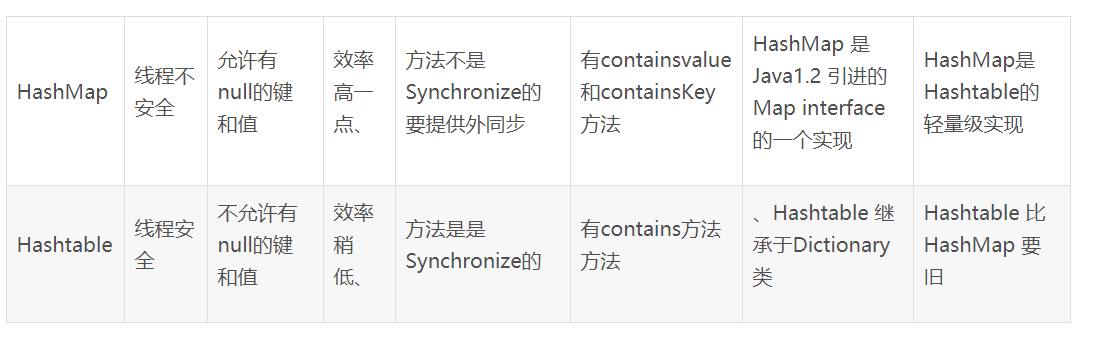 HashMap
线程不
安全
允许有
null的键
和值
效率
高一
点、
方法不是
Synchronize的
要提供外同步
有containsvalue
和containsKey
方法
HashMap 是
Java1.2 引进的
Map interface
的一个实现
HashMap是
Hashtable的
轻量级实现
Hashtable
线程安
全
不允许有
null的键
和值
效率
稍
低、
方法是是
Synchronize的
有contains方法
方法
、Hashtable 继
承于Dictionary
类
Hashtable 比
HashMap 要
旧